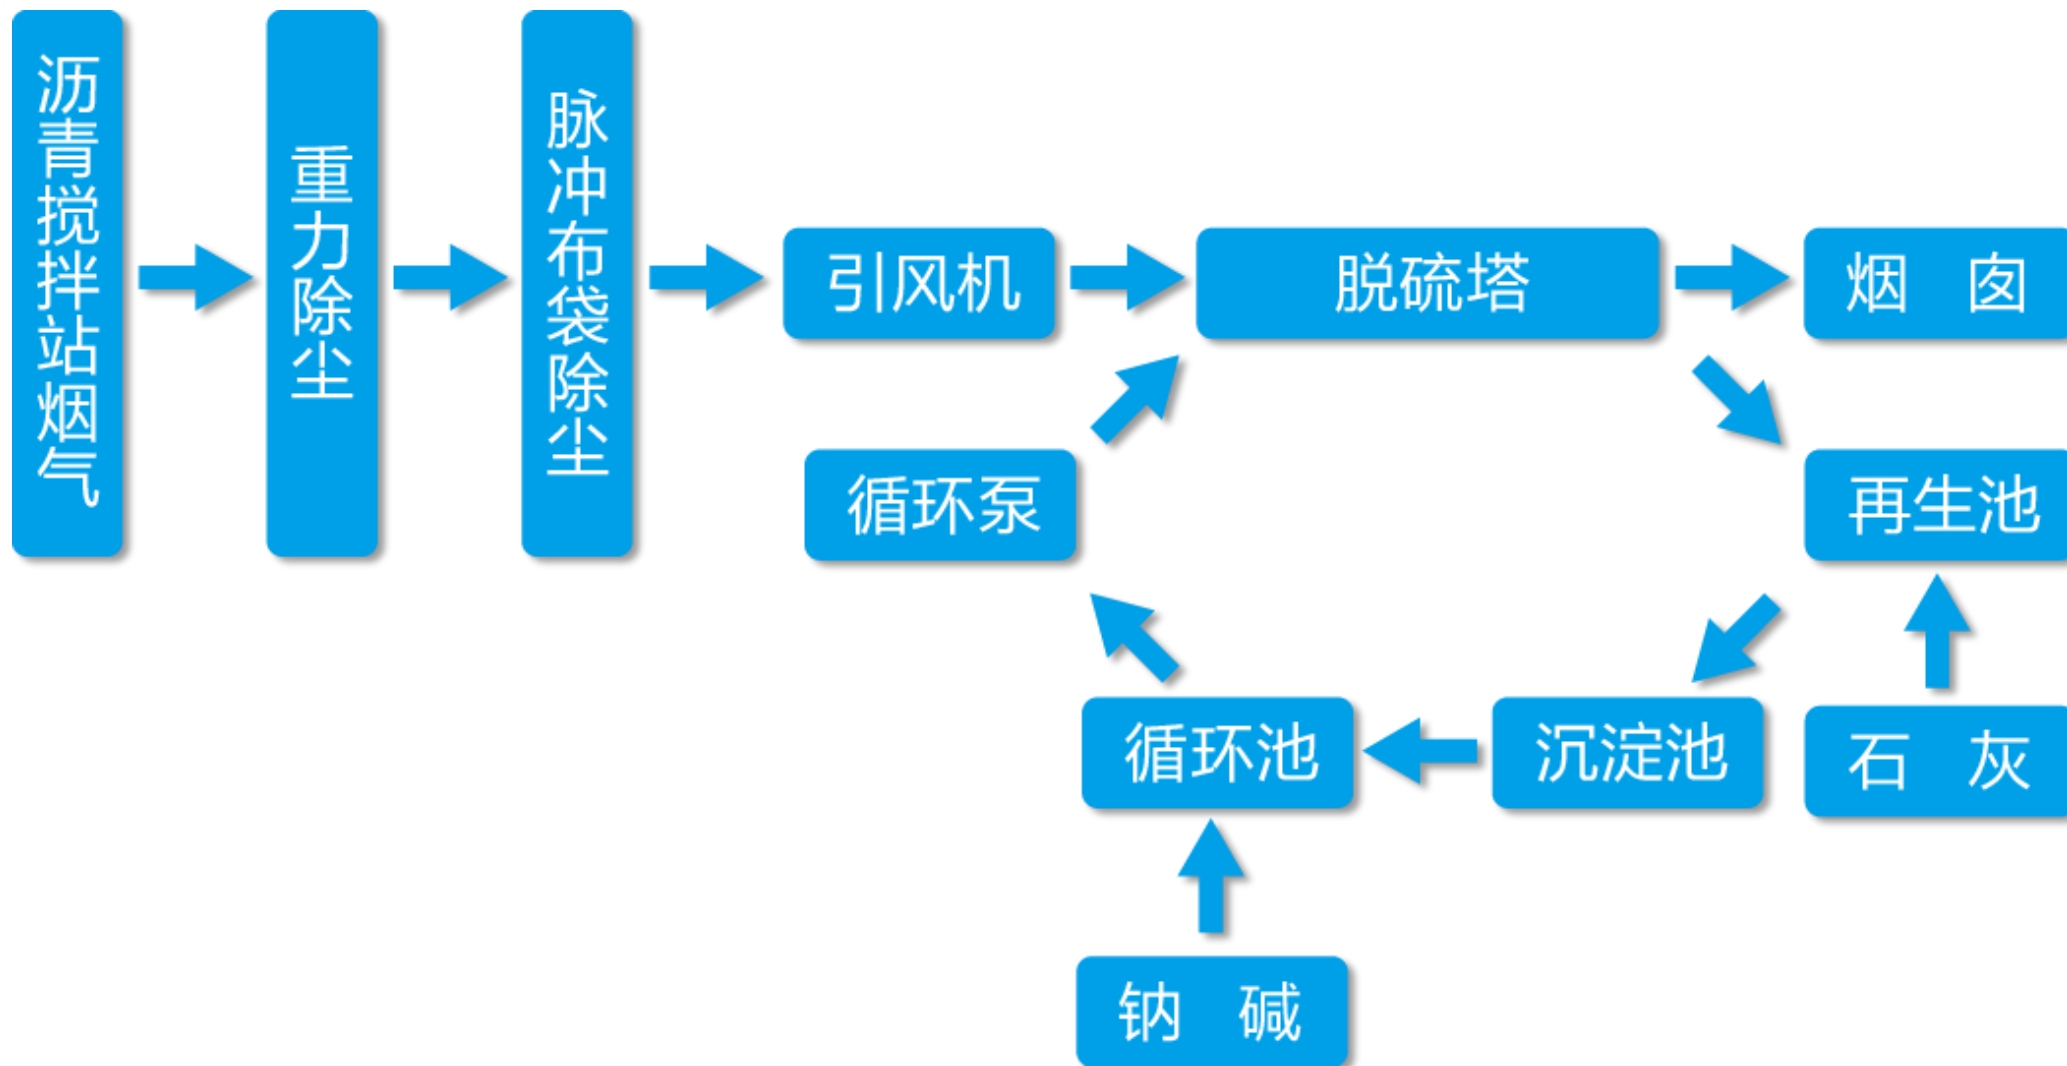 沥青搅拌站烟气
重力除尘
脉冲布袋除尘
引风机
脱硫塔
烟 囱
循环泵
再生池
循环池
沉淀池
石 灰
钠 碱